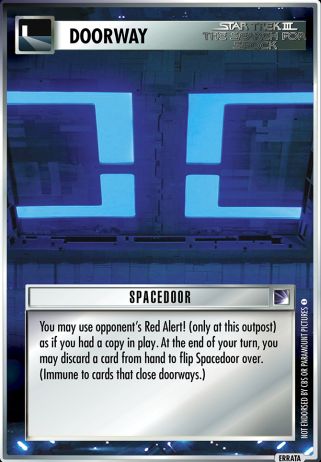 DOORWAY
STAR TREK III
THE SEARCH FOR
SPOCK
SPACEDOOR
You may use opponent's Red Alert! (only at this outpost)
as if you had a copy in play. At the end of your turn, you
may discard a card from hand to flip Spacedoor over.
(Immune to cards that close doorways.)
NOT ENDORSED BY CBS OR PARAMOUNT PICTURES
ERRATA